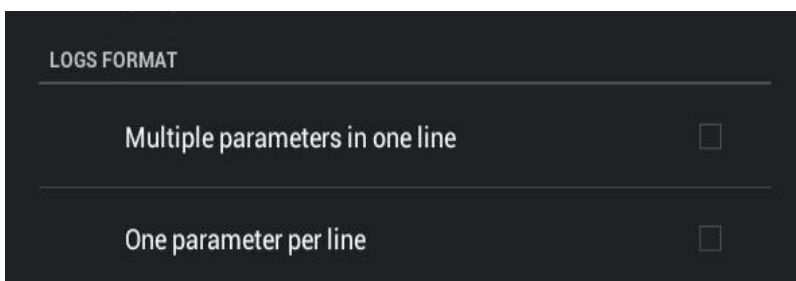 LOGS FORMAT
Multiple parameters in one line
One parameter per line